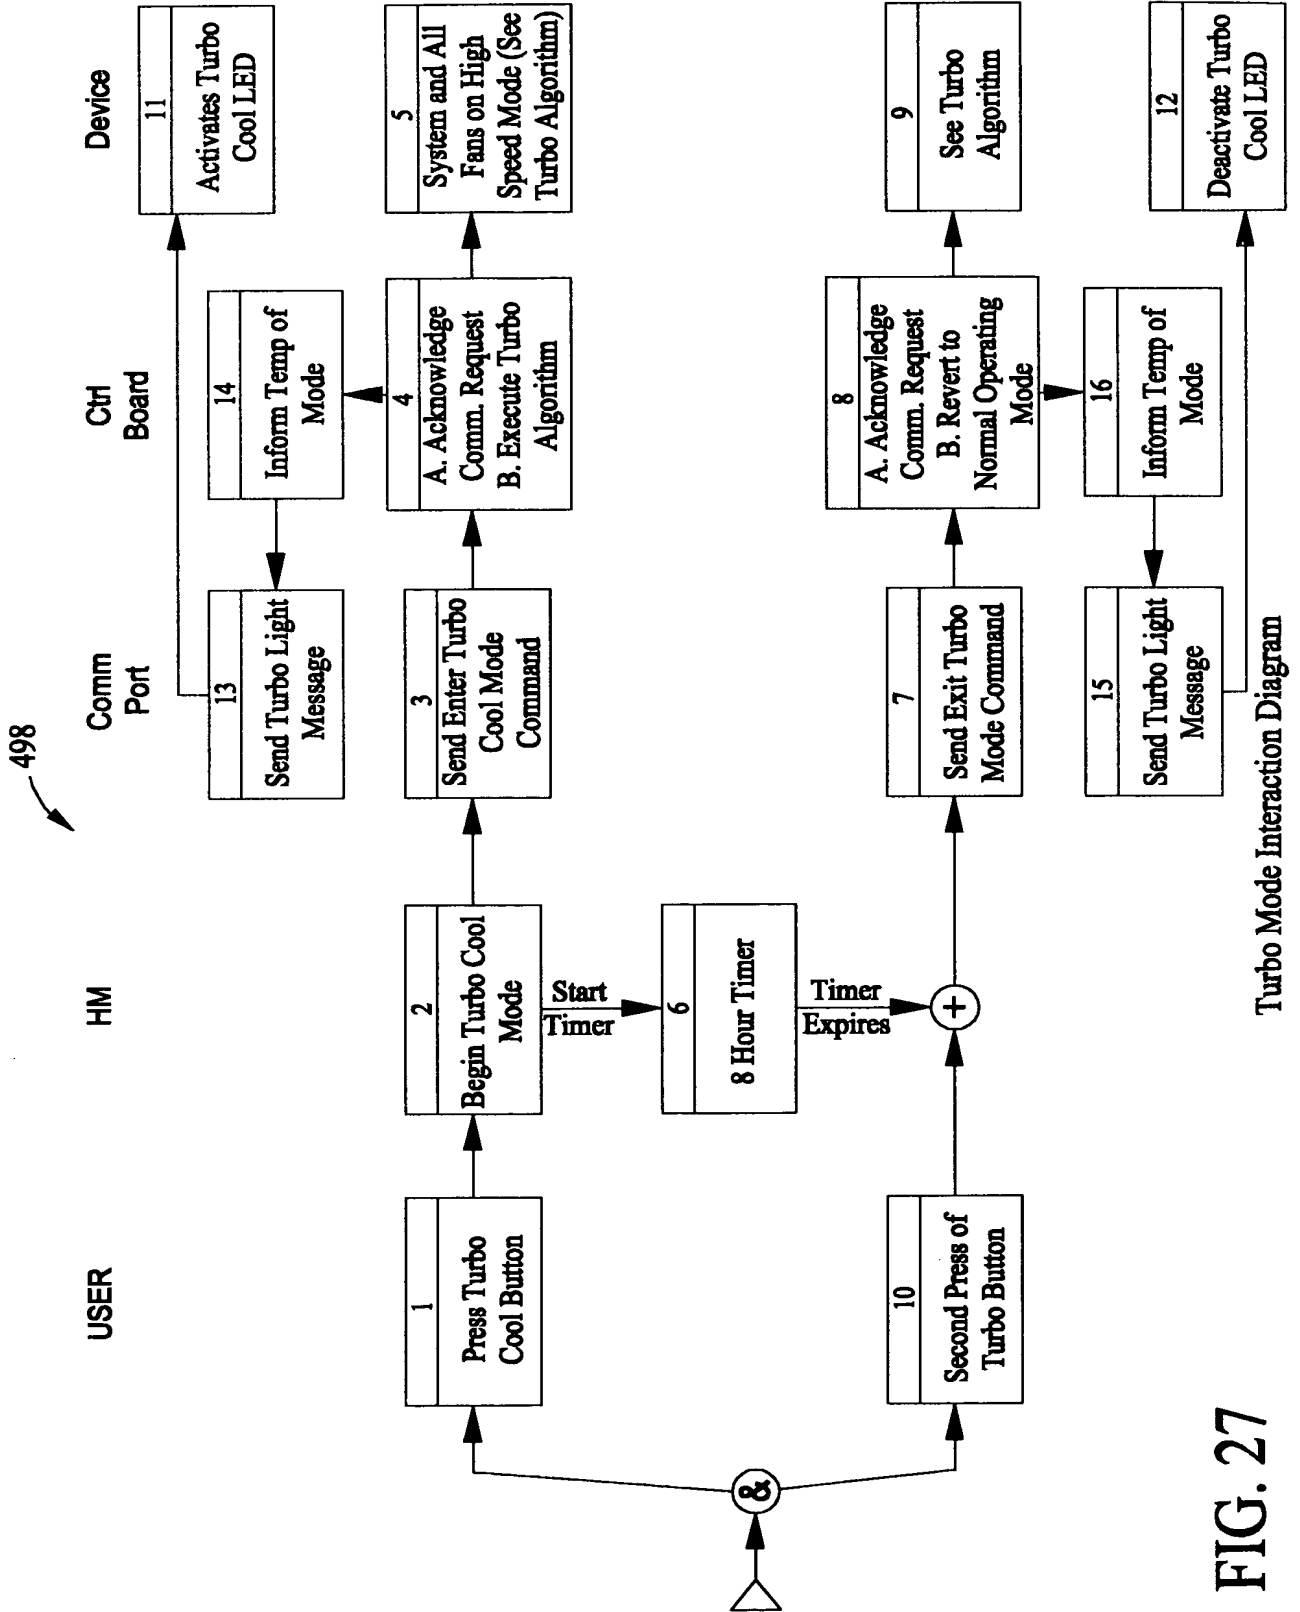 498
USER
HM
Comm
Port
Ctrl
Board
Device
11
Activates Turbo
Cool LED
13
Send Turbo Light
Message
14
Inform Temp of
Mode
1
Press Turbo
Cool Button
2
Begin Turbo Cool
Mode
3
Send Enter Turbo
Cool Mode
Command
4
A. Acknowledge
Comm. Request
B. Execute Turbo
Algorithm
5
System and All
Fans on High
Speed Mode (See
Turbo Algorithm)
Start
Timer
6
8 Hour Timer
Timer
Expires
&
+
10
Second Press of
Turbo Button
7
Send Exit Turbo
Mode Command
8
A. Acknowledge
Comm. Request
B. Revert to
Normal Operating
Mode
9
See Turbo
Algorithm
15
Send Turbo Light
Message
16
Inform Temp of
Mode
12
Deactivate Turbo
Cool LED
Turbo Mode Interaction Diagram
FIG. 27